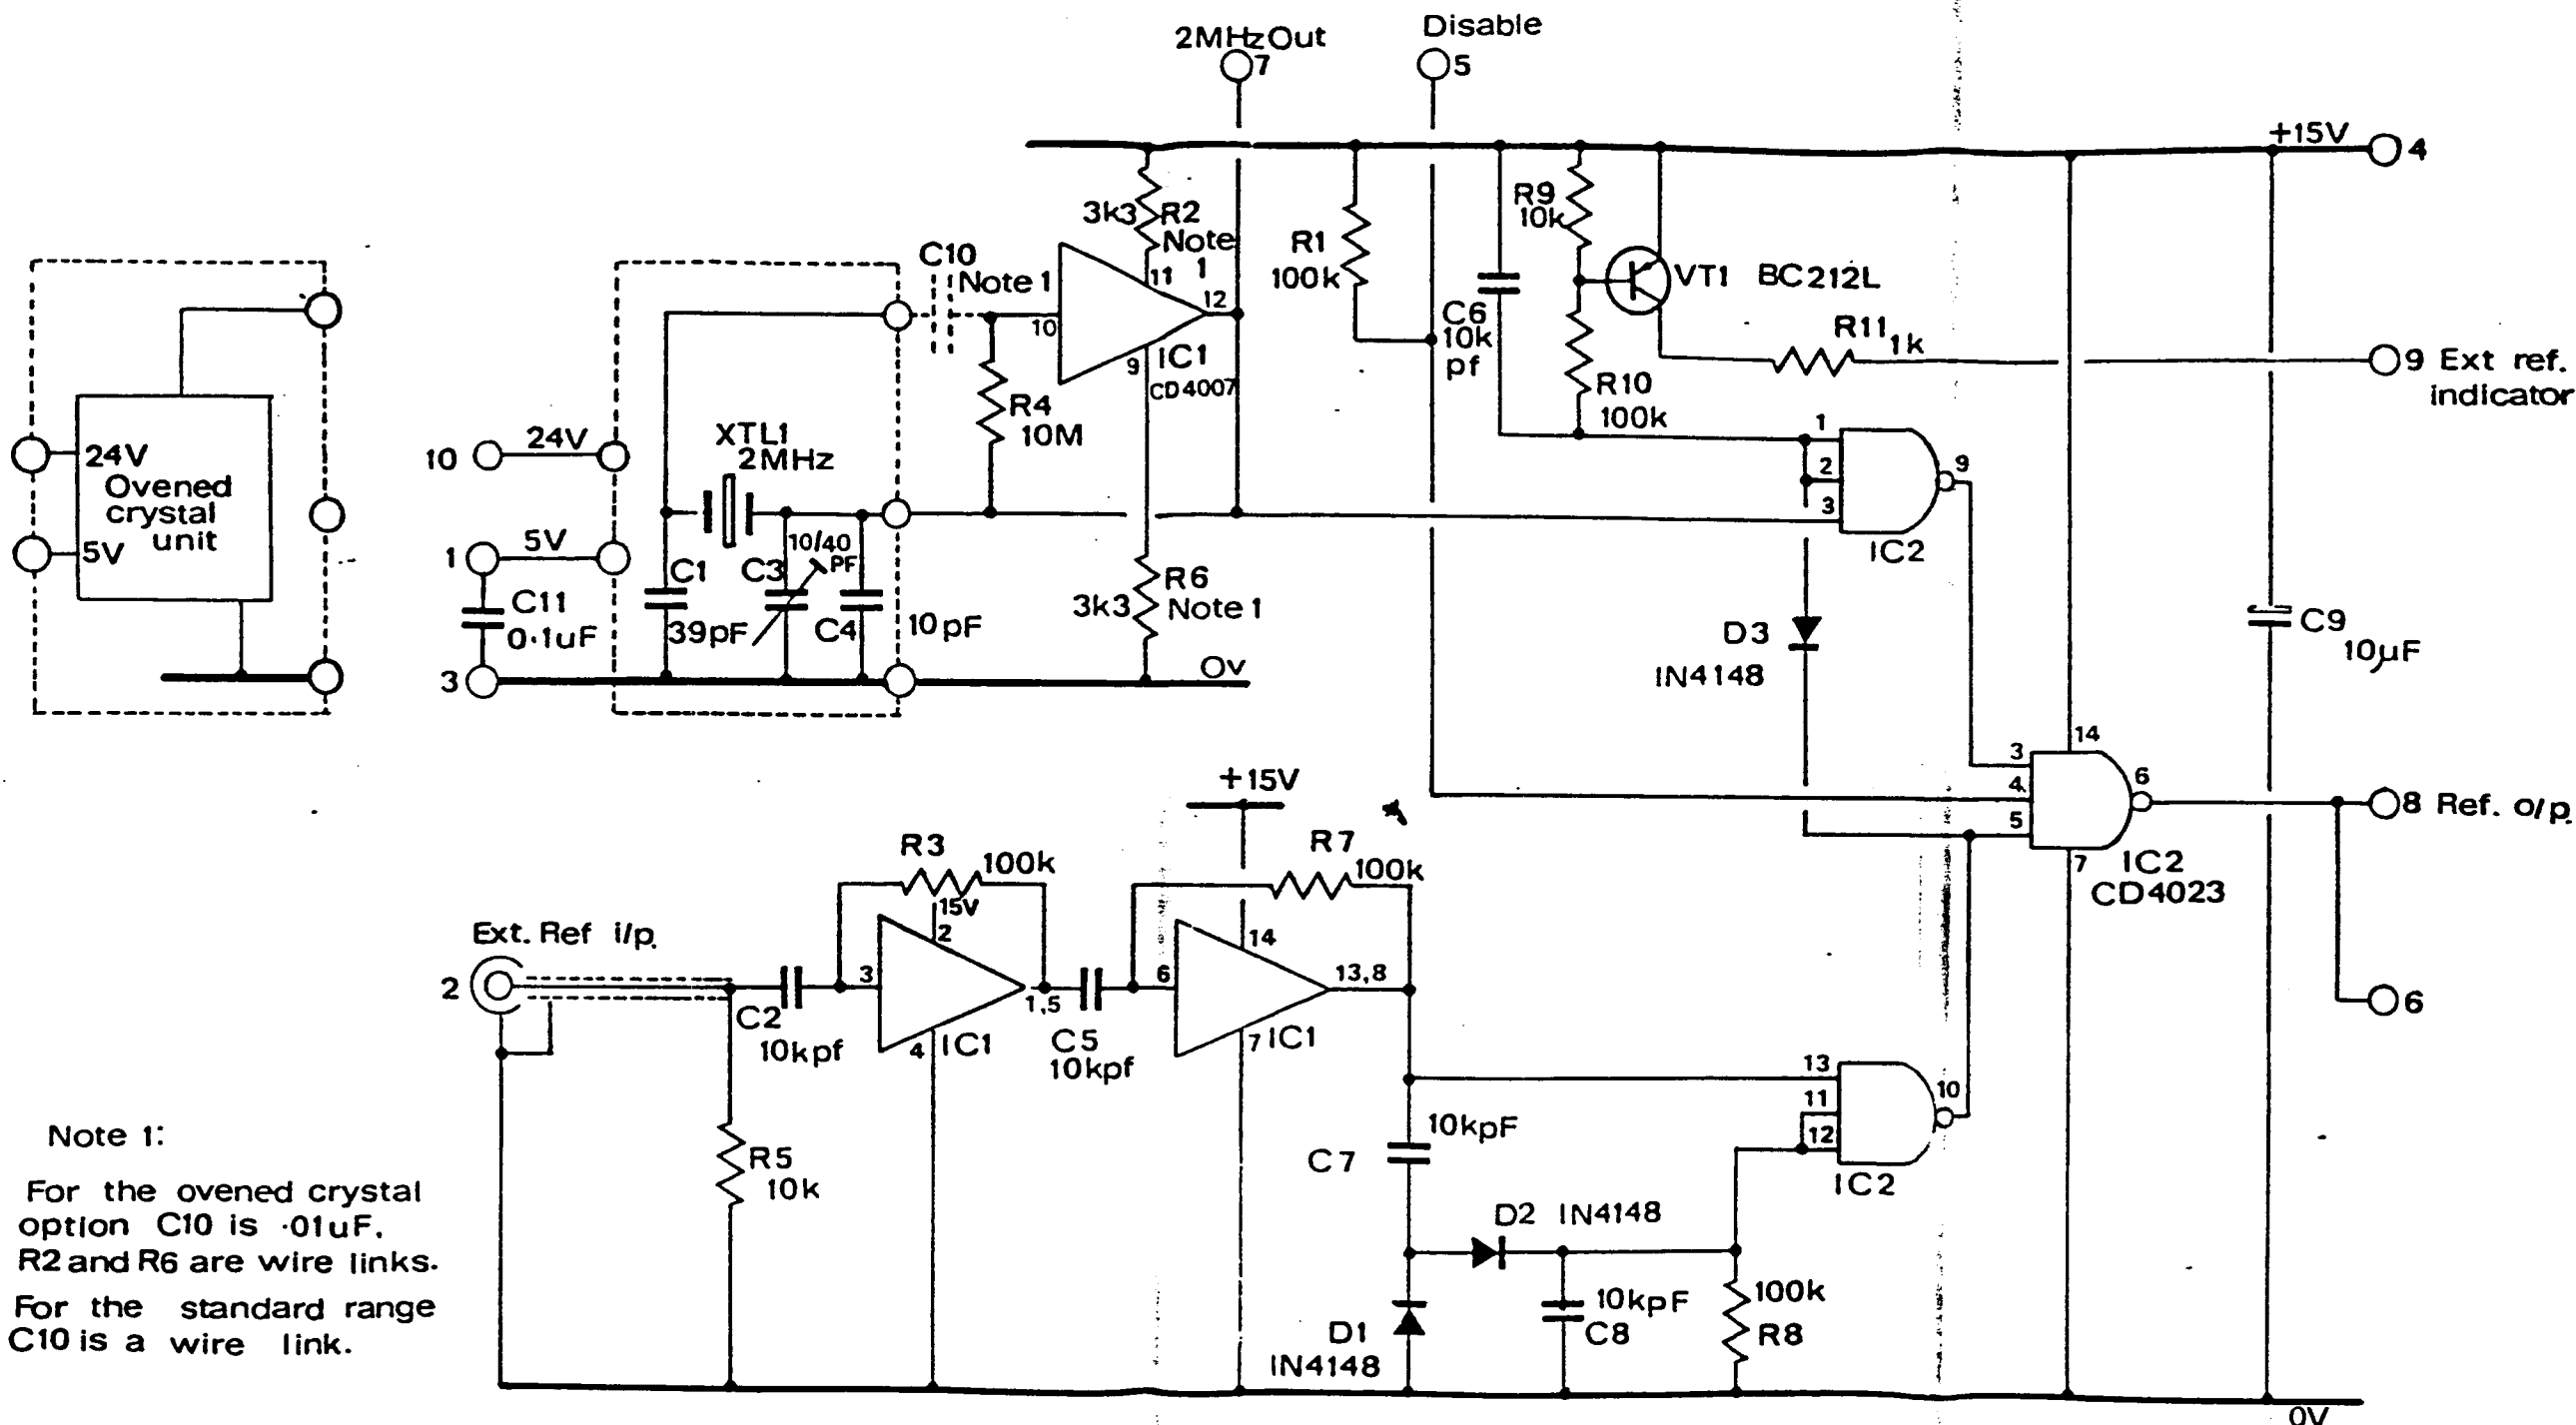 2MHz Out
7
Disable
5
+15V
4
3k3
R2
Note
1
11
C10
Note 1
10
12
9
IC1
CD4007
R1
100k
R9
10k
C6
10k
pf
VT1 BC212L
R11
1k
9 Ext ref.
indicator
R10
100k
R4
10M
24V
Ovened
crystal
unit
5V
10
24V
1
5V
C11
0.1uF
3
XTL1
2MHz
C1
39pF
C3
10/40
PF
C4
10pF
R6
3k3
Note 1
0v
1
2
3
9
IC2
D3
IN4148
C9
10µF
14
3
4
5
6
7
IC2
CD4023
8 Ref. o/p.
6
+15V
R3
100k
15V
2
3
4
IC1
1,5
R7
100k
14
6
13,8
7
IC1
Ext. Ref i/p.
2
C2
10kpf
C5
10kpf
R5
10k
C7
10kpF
13
11
12
10
IC2
D2 IN4148
D1
IN4148
10kpF
C8
100k
R8
0V
Note 1:
For the ovened crystal
option C10 is ·01uF.
R2 and R6 are wire links.
For the standard range
C10 is a wire link.